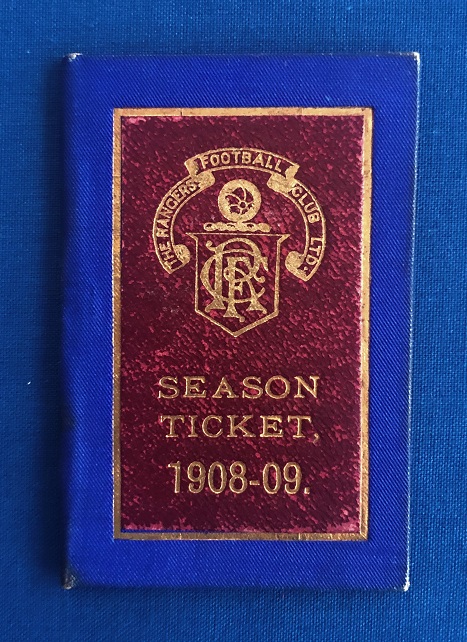 THE RANGERS FOOTBALL CLUB LTD.
RFC
SEASON
TICKET,
1908-09.